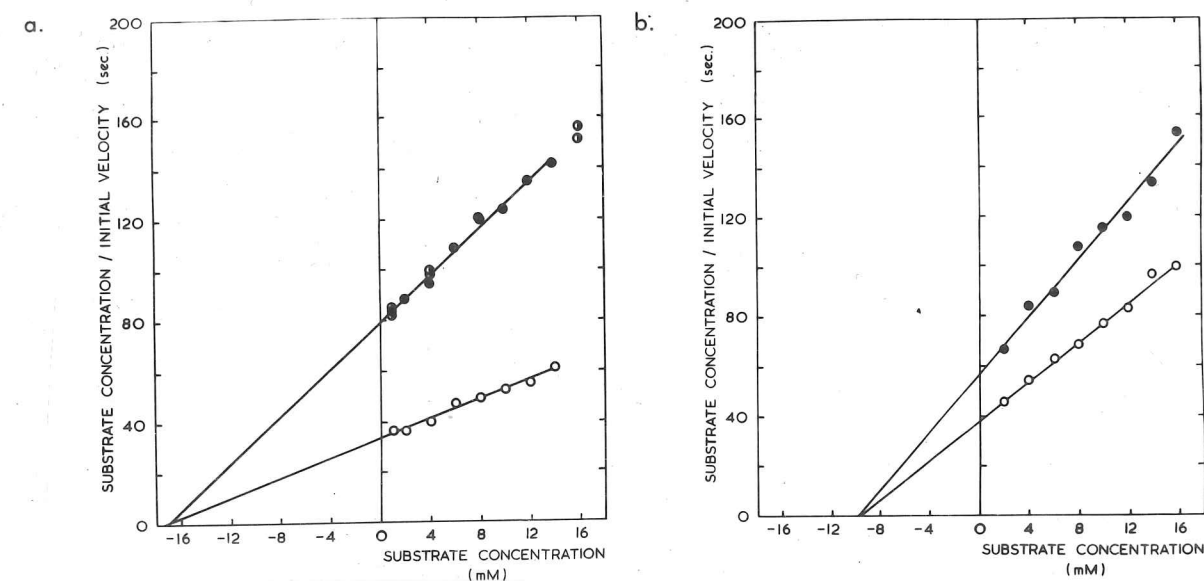 a.
SUBSTRATE CONCENTRATION / INITIAL VELOCITY (sec.)
200
160
120
80
40
0
-16 -12 -8 -4 0 4 8 12 16
SUBSTRATE CONCENTRATION
(mM)
b.
SUBSTRATE CONCENTRATION / INITIAL VELOCITY (sec.)
200
160
120
80
40
0
-16 -12 -8 -4 0 4 8 12 16
SUBSTRATE CONCENTRATION
(mM)